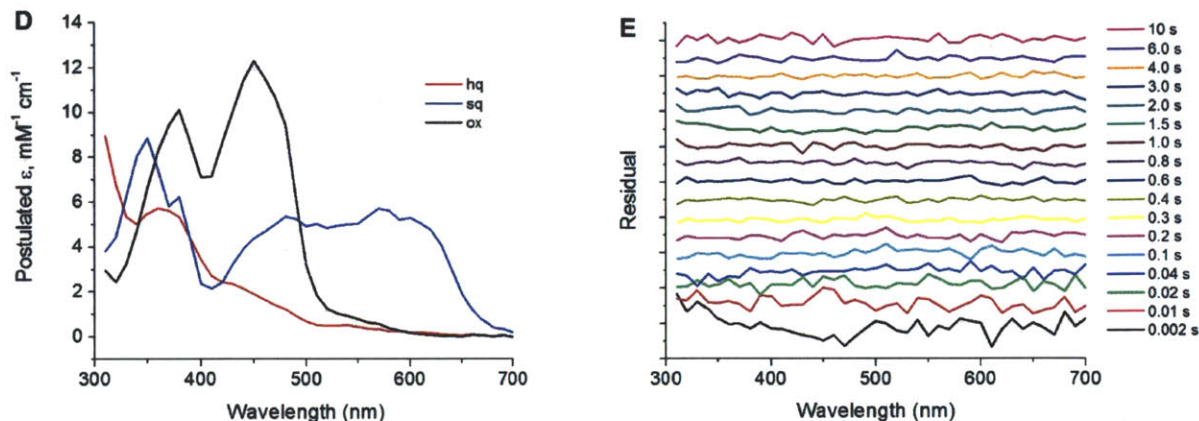 D
14
12
10
8
6
4
2
0
Postulated ε, mM⁻¹ cm⁻¹
300 400 500 600 700
Wavelength (nm)
hq
sq
ox
E
Residual
300 400 500 600 700
Wavelength (nm)
10 s
6.0 s
4.0 s
3.0 s
2.0 s
1.5 s
1.0 s
0.8 s
0.6 s
0.4 s
0.3 s
0.2 s
0.1 s
0.04 s
0.02 s
0.01 s
0.002 s